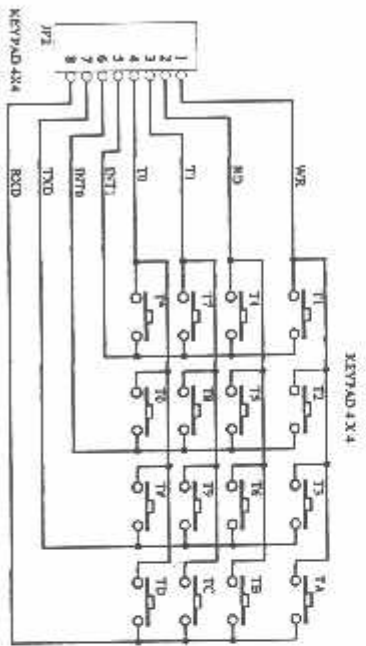 KEYPAD 4 X 4
JP2
1 WR T1 T2 T3 TA
2 RD T4 T5 T6 TB
3 T1 T7 T8 T9 TC
4 T0 T* T0 T# TD
5 INT1
6 INT0
7 TXD
8 RXD
KEYPAD 4X4